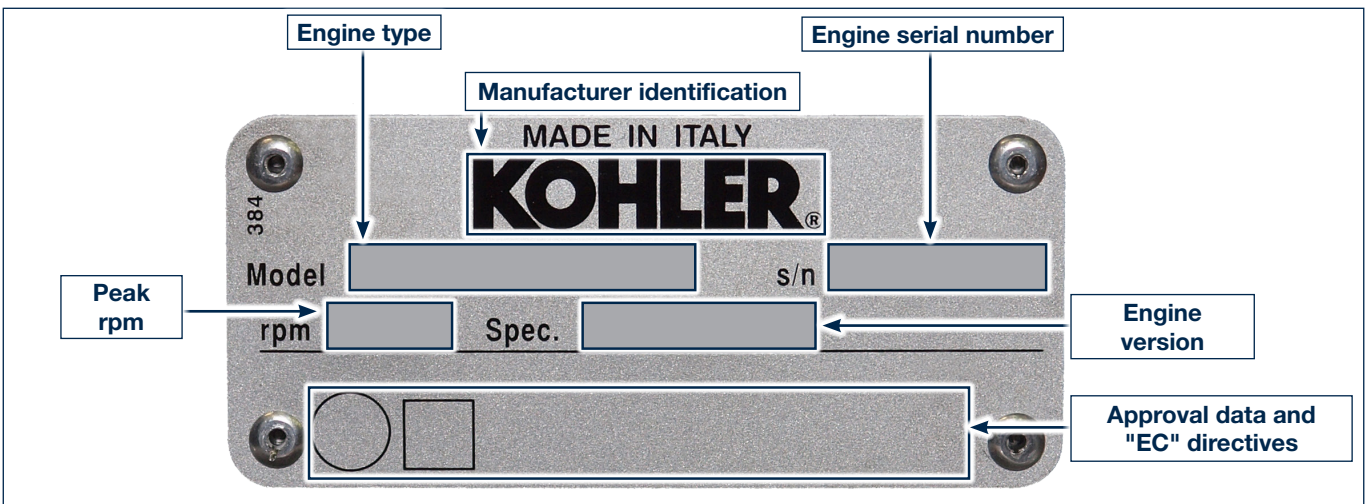 Engine type
Engine serial number
Manufacturer identification
MADE IN ITALY
KOHLER®
384
Model
s/n
Peak
rpm
rpm
Spec.
Engine
version
Approval data and
"EC" directives